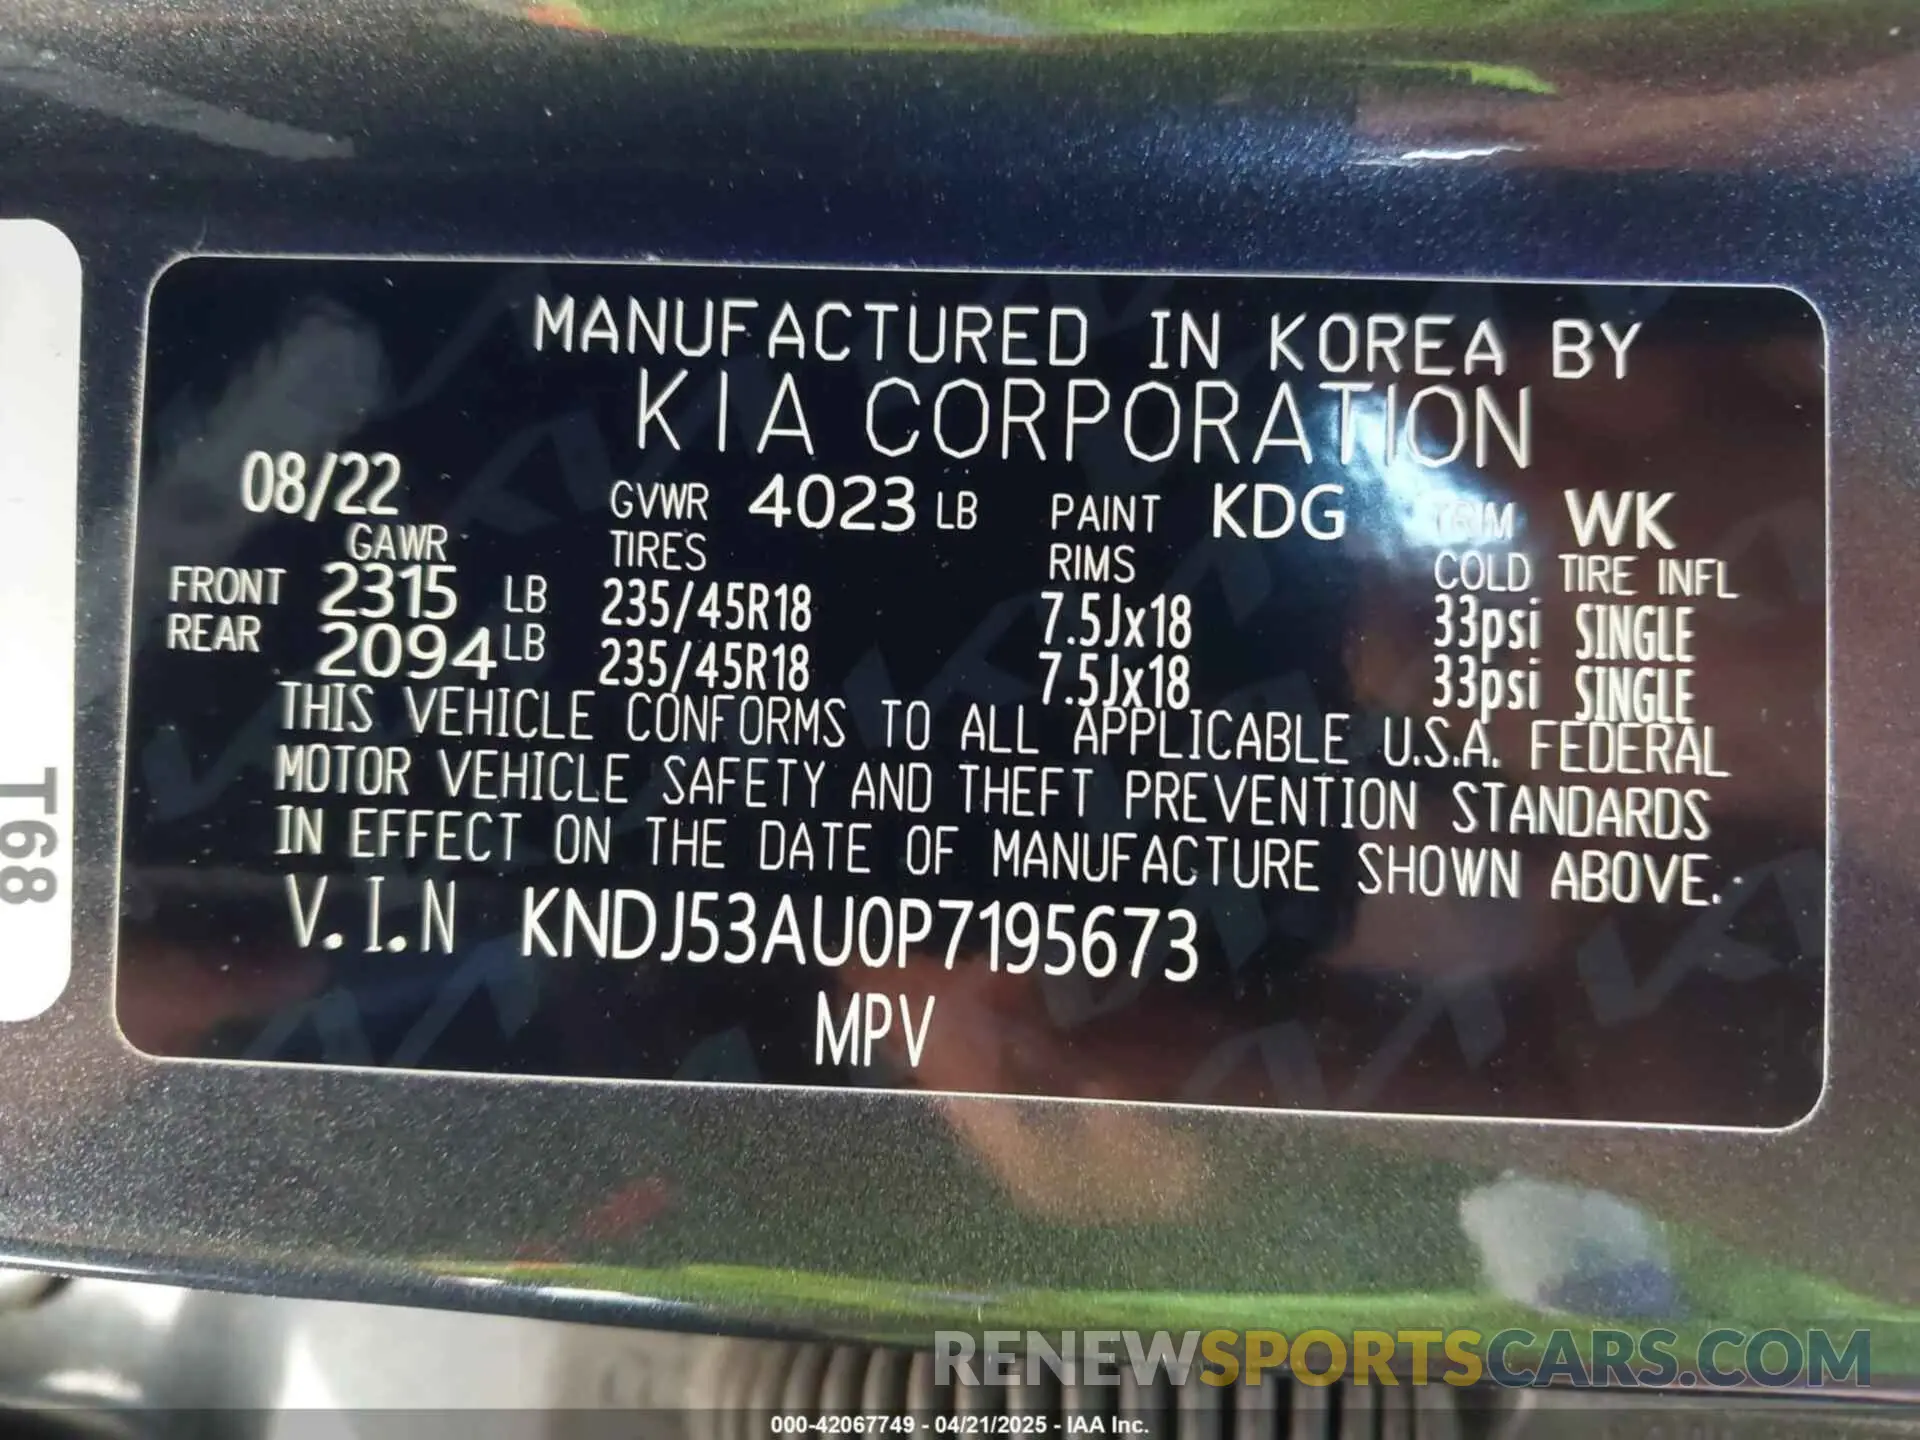 MANUFACTURED IN KOREA BY
KIA CORPORATION
08/22 GVWR 4023 LB PAINT KDG TRIM WK
GAWR TIRES RIMS COLD TIRE INFL
FRONT 2315 LB 235/45R18 7.5Jx18 33psi SINGLE
REAR 2094 LB 235/45R18 7.5Jx18 33psi SINGLE
THIS VEHICLE CONFORMS TO ALL APPLICABLE U.S.A. FEDERAL
MOTOR VEHICLE SAFETY AND THEFT PREVENTION STANDARDS
IN EFFECT ON THE DATE OF MANUFACTURE SHOWN ABOVE.
V.I.N KNDJ53AU0P7195673
MPV
T68
RENEWSPORTSCARS.COM
000-42067749 - 04/21/2025 - IAA Inc.